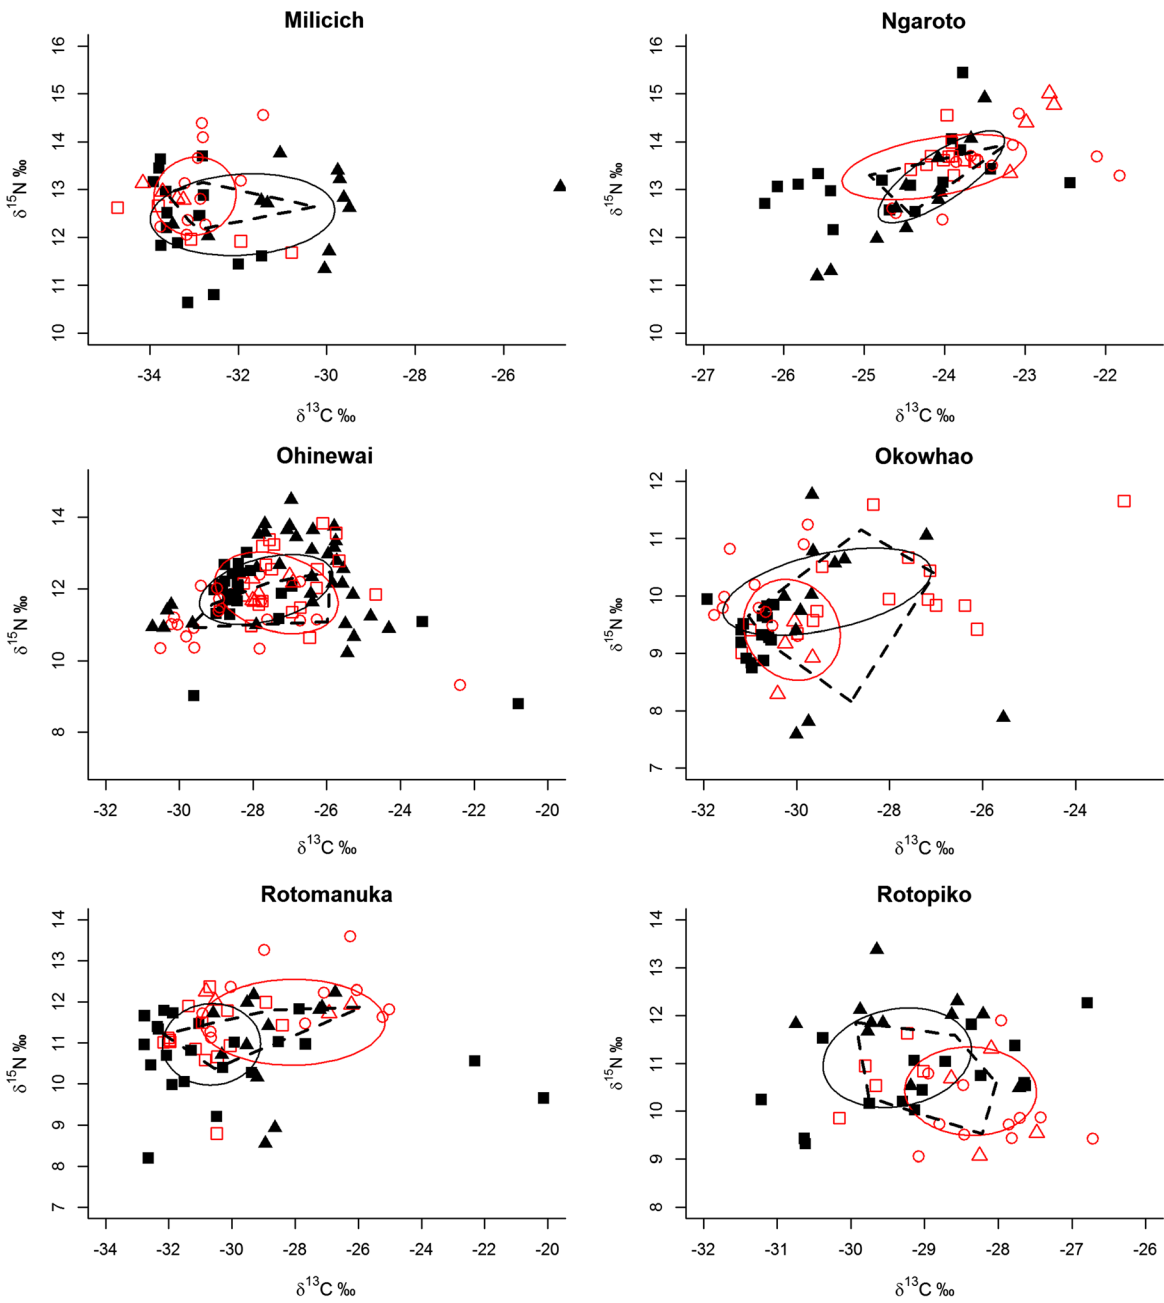 Milicich
Ngaroto
16
15
14
13
12
11
10
δ15N ‰
-34 -32 -30 -28 -26
δ13C ‰
16
15
14
13
12
11
10
δ15N ‰
-27 -26 -25 -24 -23 -22
δ13C ‰
Ohinewai
Okowhao
14
12
10
8
δ15N ‰
-32 -30 -28 -26 -24 -22 -20
δ13C ‰
12
11
10
9
8
7
δ15N ‰
-32 -30 -28 -26 -24
δ13C ‰
Rotomanuka
Rotopiko
14
13
12
11
10
9
8
7
δ15N ‰
-34 -32 -30 -28 -26 -24 -22 -20
δ13C ‰
14
13
12
11
10
9
8
δ15N ‰
-32 -31 -30 -29 -28 -27 -26
δ13C ‰